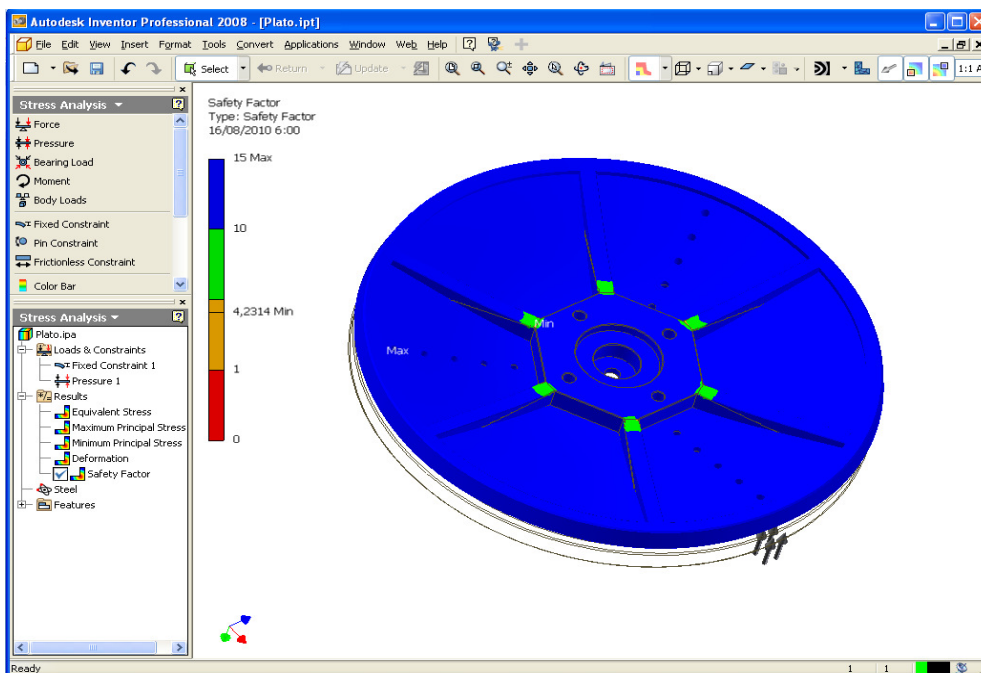 Autodesk Inventor Professional 2008 - [Plato.ipt]
File Edit View Insert Format Tools Convert Applications Window Web Help
Select Return Update 1:1 A
Stress Analysis
Force
Pressure
Bearing Load
Moment
Body Loads
Fixed Constraint
Pin Constraint
Frictionless Constraint
Color Bar
Stress Analysis
Plato.ipa
Loads & Constraints
Fixed Constraint 1
Pressure 1
Results
Equivalent Stress
Maximum Principal Stress
Minimum Principal Stress
Deformation
Safety Factor
Steel
Features
Safety Factor
Type: Safety Factor
16/08/2010 6:00
15 Max
10
4,2314 Min
1
0
Min
Max
Ready 1 1